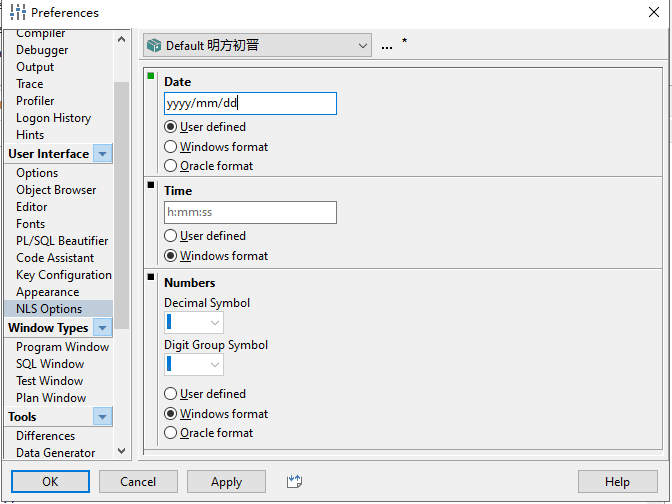 Preferences
Compiler
Debugger
Output
Trace
Profiler
Logon History
Hints
User Interface
Options
Object Browser
Editor
Fonts
PL/SQL Beautifier
Code Assistant
Key Configuration
Appearance
NLS Options
Window Types
Program Window
SQL Window
Test Window
Plan Window
Tools
Differences
Data Generator
Default 明方初晋
... *
Date
yyyy/mm/dd
User defined
Windows format
Oracle format
Time
h:mm:ss
User defined
Windows format
Numbers
Decimal Symbol
Digit Group Symbol
User defined
Windows format
Oracle format
OK
Cancel
Apply
Help